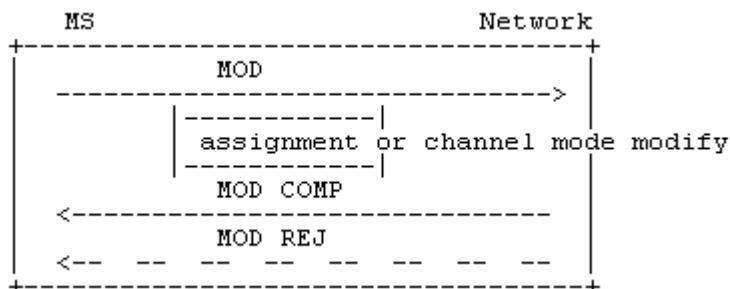 MS Network
MOD
assignment or channel mode modify
MOD COMP
MOD REJ